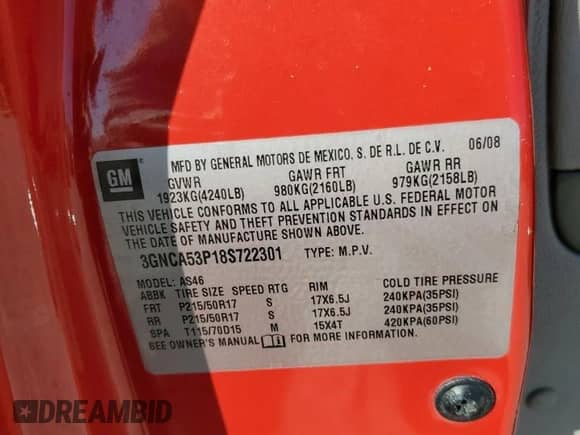 GM
MFD BY GENERAL MOTORS DE MEXICO, S. DE R.L. DE C.V. 06/08
GVWR GAWR FRT GAWR RR
1923KG(4240LB) 980KG(2160LB) 979KG(2158LB)
THIS VEHICLE CONFORMS TO ALL APPLICABLE U.S. FEDERAL MOTOR
VEHICLE SAFETY AND THEFT PREVENTION STANDARDS IN EFFECT ON
THE DATE OF MANUFACTURE SHOWN ABOVE.
3GNCA53P18S722301 TYPE: M.P.V.
MODEL: AS46
ABBK TIRE SIZE SPEED RTG RIM COLD TIRE PRESSURE
FRT P215/50R17 S 17X6.5J 240KPA(35PSI)
RR P215/50R17 S 17X6.5J 240KPA(35PSI)
SPA T115/70D15 M 15X4T 420KPA(60PSI)
SEE OWNER'S MANUAL FOR MORE INFORMATION.
DREAMBID